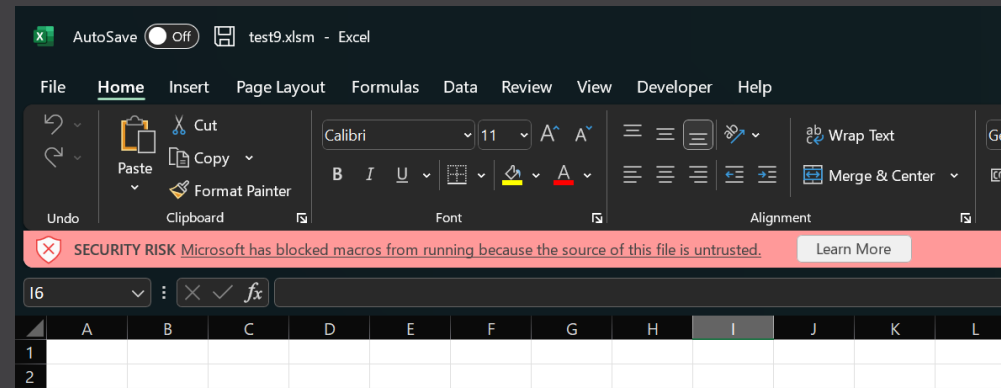 AutoSave Off test9.xlsm - Excel
File Home Insert Page Layout Formulas Data Review View Developer Help
Paste
Cut
Copy
Format Painter
Calibri 11
B I U A
Wrap Text
Merge & Center
Undo Clipboard Font Alignment
SECURITY RISK Microsoft has blocked macros from running because the source of this file is untrusted. Learn More
I6 fx
A B C D E F G H I J K L
1
2